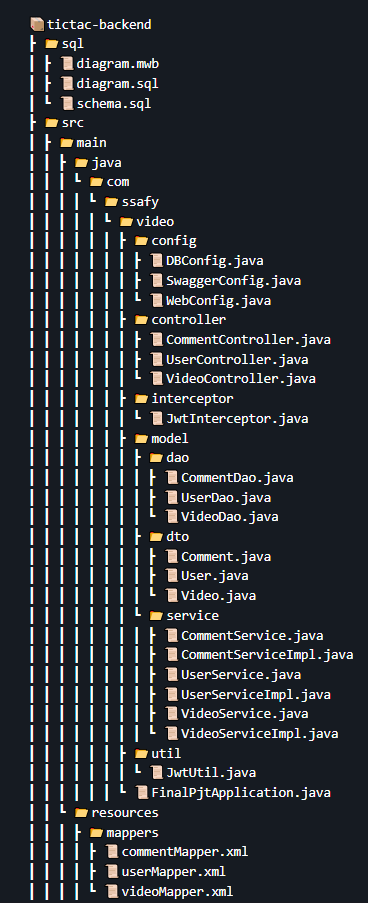 tictac-backend
sql
diagram.mwb
diagram.sql
schema.sql
src
main
java
com
ssafy
video
config
DBConfig.java
SwaggerConfig.java
WebConfig.java
controller
CommentController.java
UserController.java
VideoController.java
interceptor
JwtInterceptor.java
model
dao
CommentDao.java
UserDao.java
VideoDao.java
dto
Comment.java
User.java
Video.java
service
CommentService.java
CommentServiceImpl.java
UserService.java
UserServiceImpl.java
VideoService.java
VideoServiceImpl.java
util
JwtUtil.java
FinalPjtApplication.java
resources
mappers
commentMapper.xml
userMapper.xml
videoMapper.xml